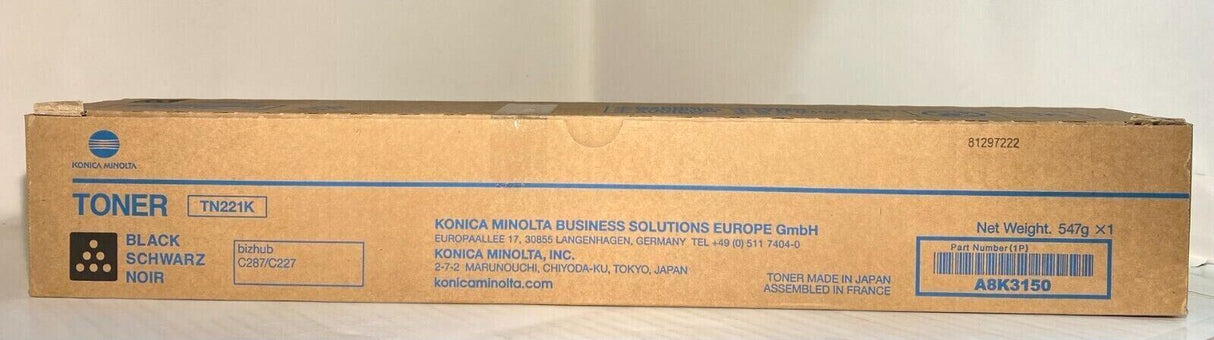 81297222
KONICA MINOLTA
TONER TN221K
BLACK
SCHWARZ
NOIR
bizhub
C287/C227
KONICA MINOLTA BUSINESS SOLUTIONS EUROPE GmbH
EUROPAALLEE 17, 30855 LANGENHAGEN, GERMANY TEL +49 (0) 511 7404-0
KONICA MINOLTA, INC.
2-7-2 MARUNOUCHI, CHIYODA-KU, TOKYO, JAPAN
konicaminolta.com
TONER MADE IN JAPAN
ASSEMBLED IN FRANCE
Net Weight. 547g ×1
Part Number(1P)
A8K3150